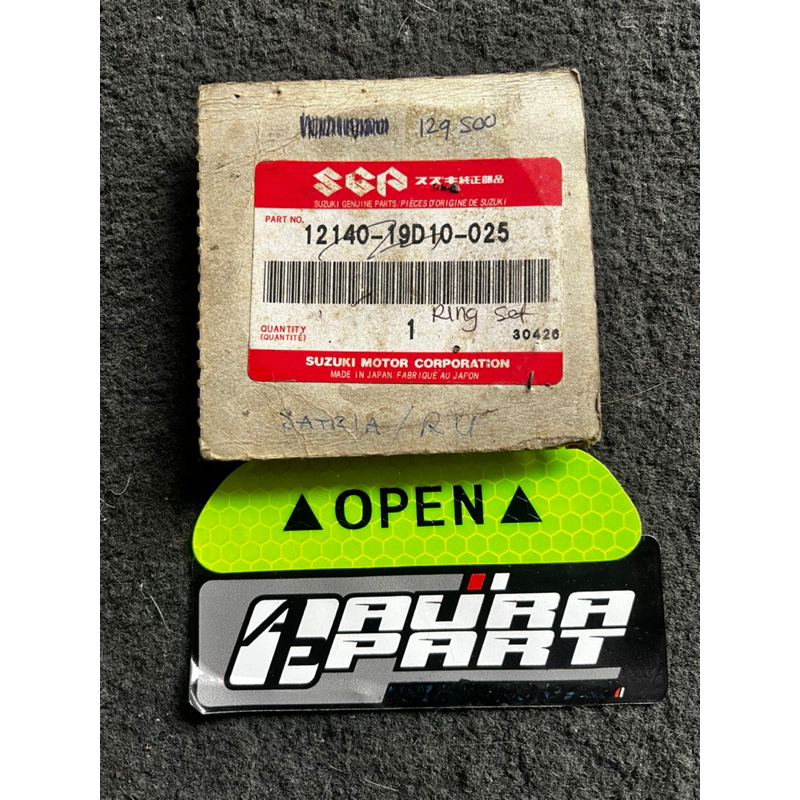 129 500
SGP スズキ純正部品
SUZUKI GENUINE PARTS/PIÈCES D'ORIGINE DE SUZUKI
PART NO.
12140-19D10-025
Ring Set
QUANTITY
(QUANTITÉ)
1
30426
SUZUKI MOTOR CORPORATION
MADE IN JAPAN/FABRIQUÉ AU JAPON
SATRIA/RU
▲OPEN▲
AURA
PART